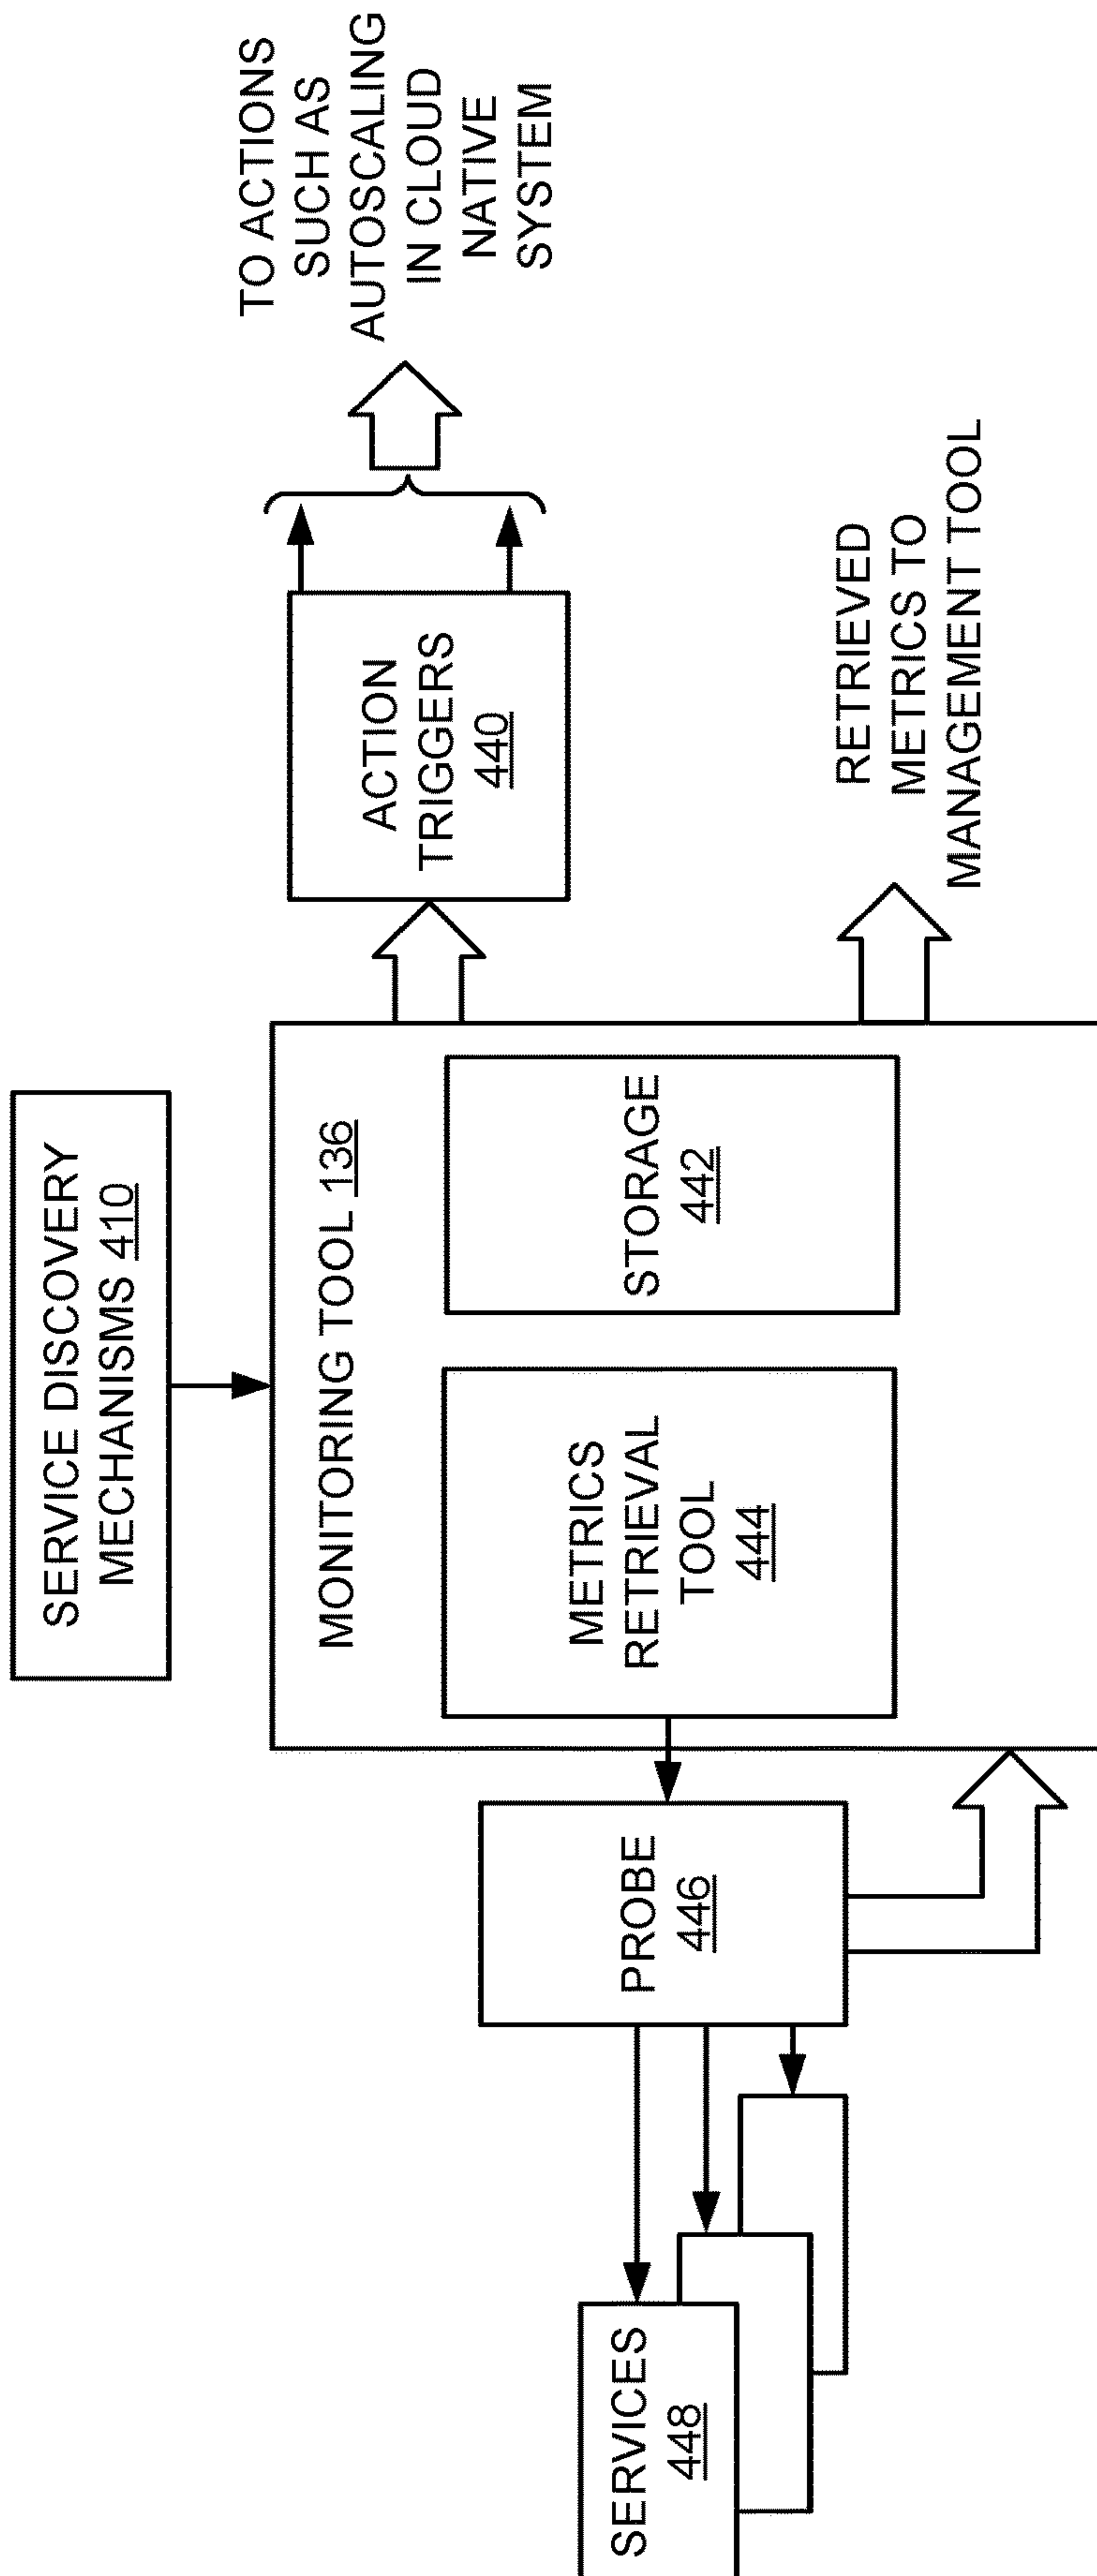 SERVICE DISCOVERY
MECHANISMS 410
MONITORING TOOL 136
SERVICES
448
PROBE
446
METRICS
RETRIEVAL
TOOL
444
STORAGE
442
ACTION
TRIGGERS
440
TO ACTIONS
SUCH AS
AUTOSCALING
IN CLOUD
NATIVE
SYSTEM
RETRIEVED
METRICS TO
MANAGEMENT TOOL